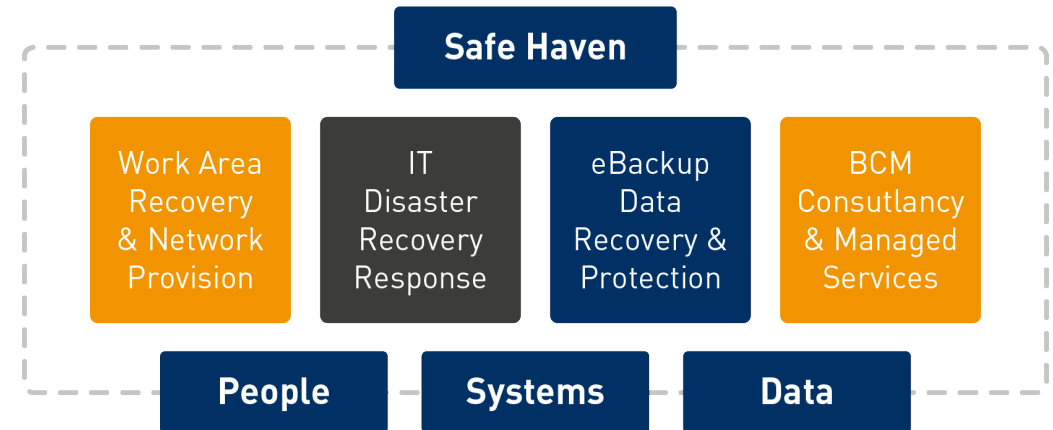 Safe Haven
Work Area
Recovery
& Network
Provision
IT
Disaster
Recovery
Response
eBackup
Data
Recovery &
Protection
BCM
Consutlancy
& Managed
Services
People
Systems
Data